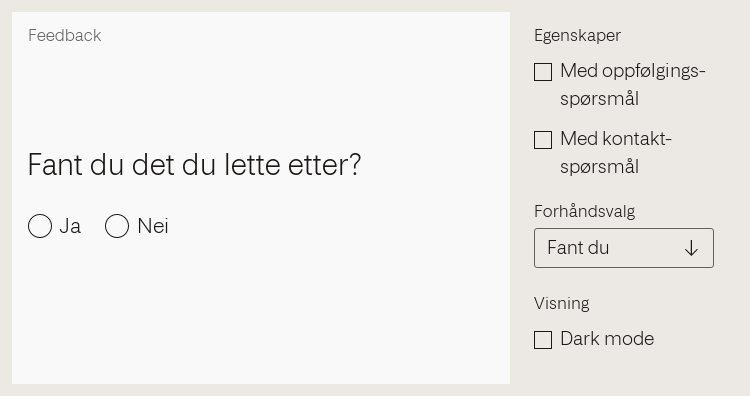 Feedback
Fant du det du lette etter?
Ja
Nei
Egenskaper
Med oppfølgings-
spørsmål
Med kontakt-
spørsmål
Forhåndsvalg
Fant du
Visning
Dark mode